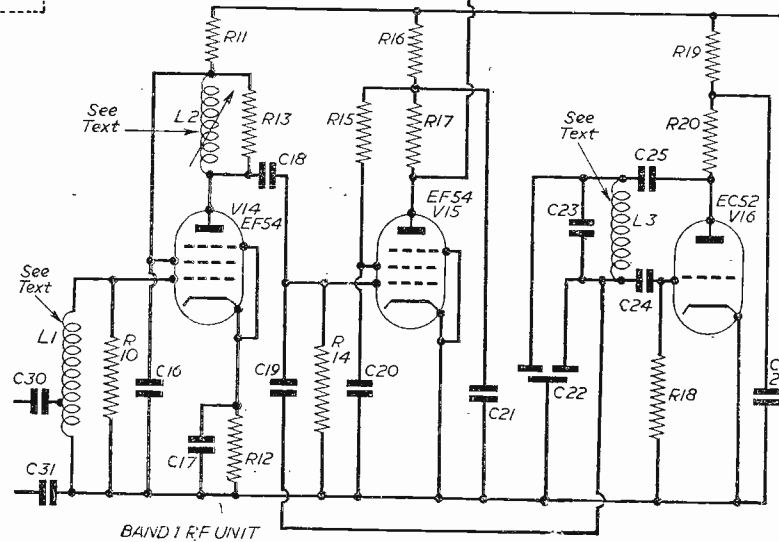 R11
R16
R19
See
Text
L2
R13
R15
R17
See
Text
R20
C18
C25
V14
EF54
EF54
V15
EC52
V16
C23
L3
See
Text
C24
L1
R
10
C16
C19
R
14
C20
C21
C22
R18
C
2
C30
C17
R12
C31
BAND 1 RF UNIT